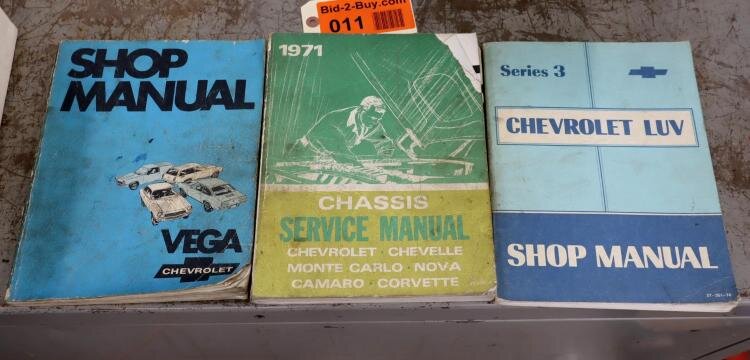 Bid-2-Buy.com
011
SHOP
MANUAL
VEGA
CHEVROLET
1971
CHASSIS
SERVICE MANUAL
CHEVROLET · CHEVELLE
MONTE CARLO · NOVA
CAMARO · CORVETTE
Series 3
CHEVROLET LUV
SHOP MANUAL